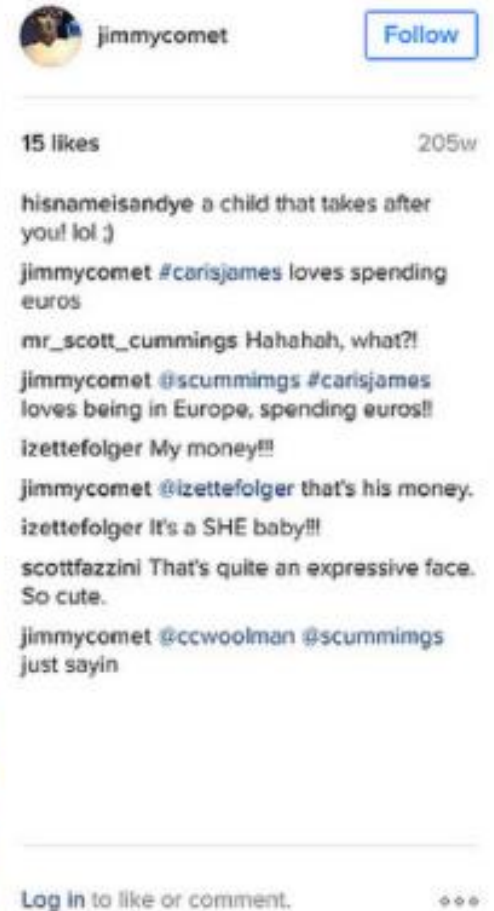 jimmycomet
Follow
15 likes
205w
hisnameisandye a child that takes after
you! lol ;)
jimmycomet #carisjames loves spending
euros
mr_scott_cummings Hahahah, what?!
jimmycomet @scummimgs #carisjames
loves being in Europe, spending euros!!
izettefolger My money!!!
jimmycomet @izettefolger that's his money.
izettefolger It's a SHE baby!!!
scottfazzini That's quite an expressive face.
So cute.
jimmycomet @ccwoolman @scummimgs
just sayin
Log in to like or comment.